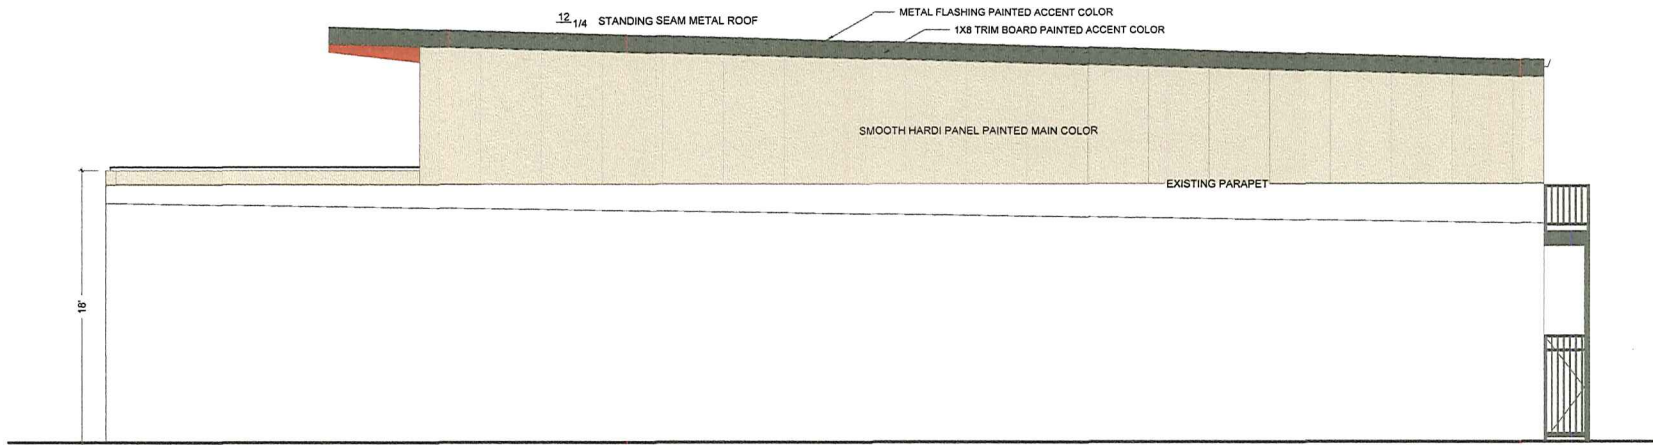 METAL FLASHING PAINTED ACCENT COLOR
12 1/4 STANDING SEAM METAL ROOF
1X8 TRIM BOARD PAINTED ACCENT COLOR
SMOOTH HARDI PANEL PAINTED MAIN COLOR
EXISTING PARAPET
18'